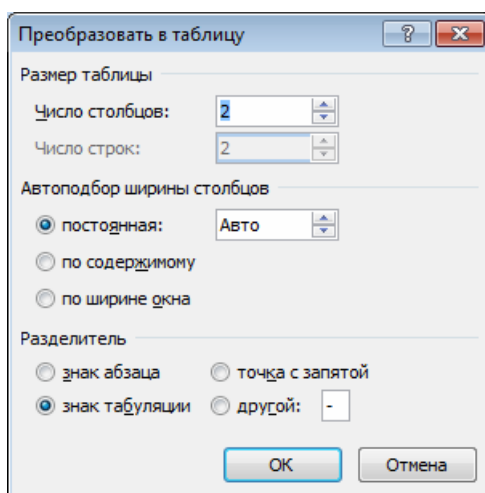 Преобразовать в таблицу
Размер таблицы
Число столбцов: 2
Число строк: 2
Автоподбор ширины столбцов
постоянная: Авто
по содержимому
по ширине окна
Разделитель
знак абзаца точка с запятой
знак табуляции другой: -
ОК Отмена